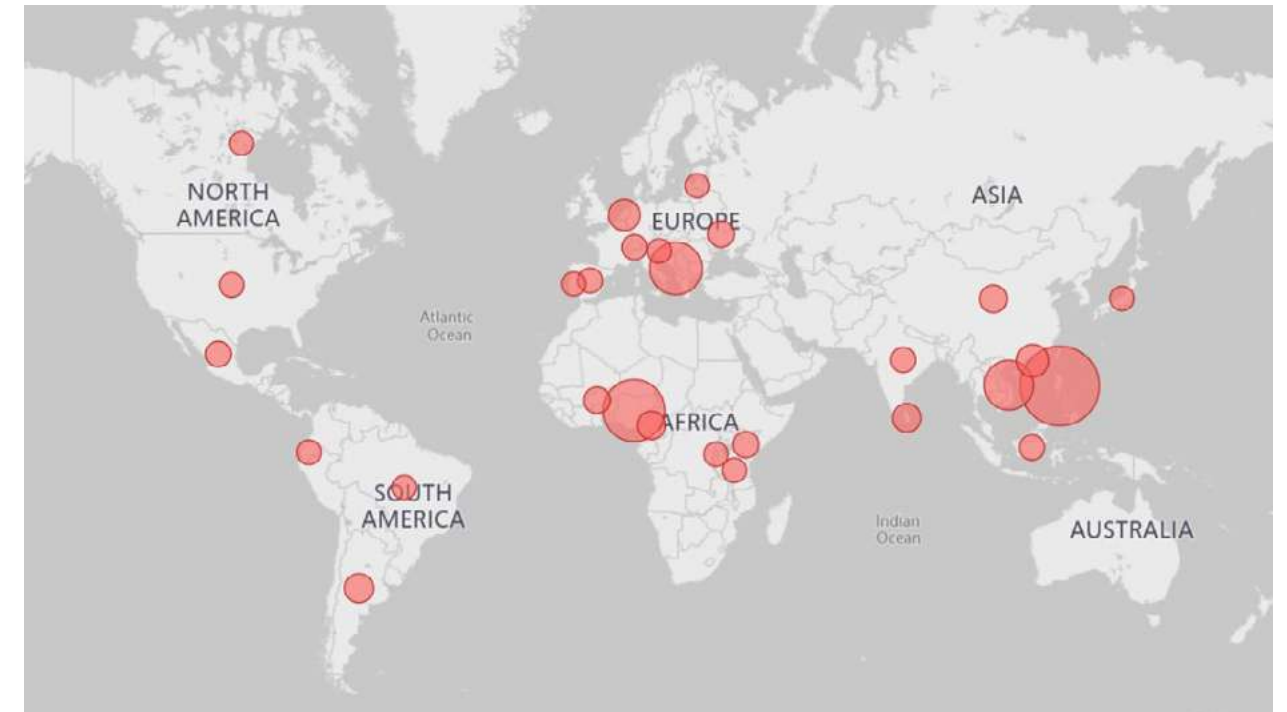 NORTH
AMERICA
EUROPE
ASIA
Atlantic
Ocean
AFRICA
SOUTH
AMERICA
Indian
Ocean
AUSTRALIA